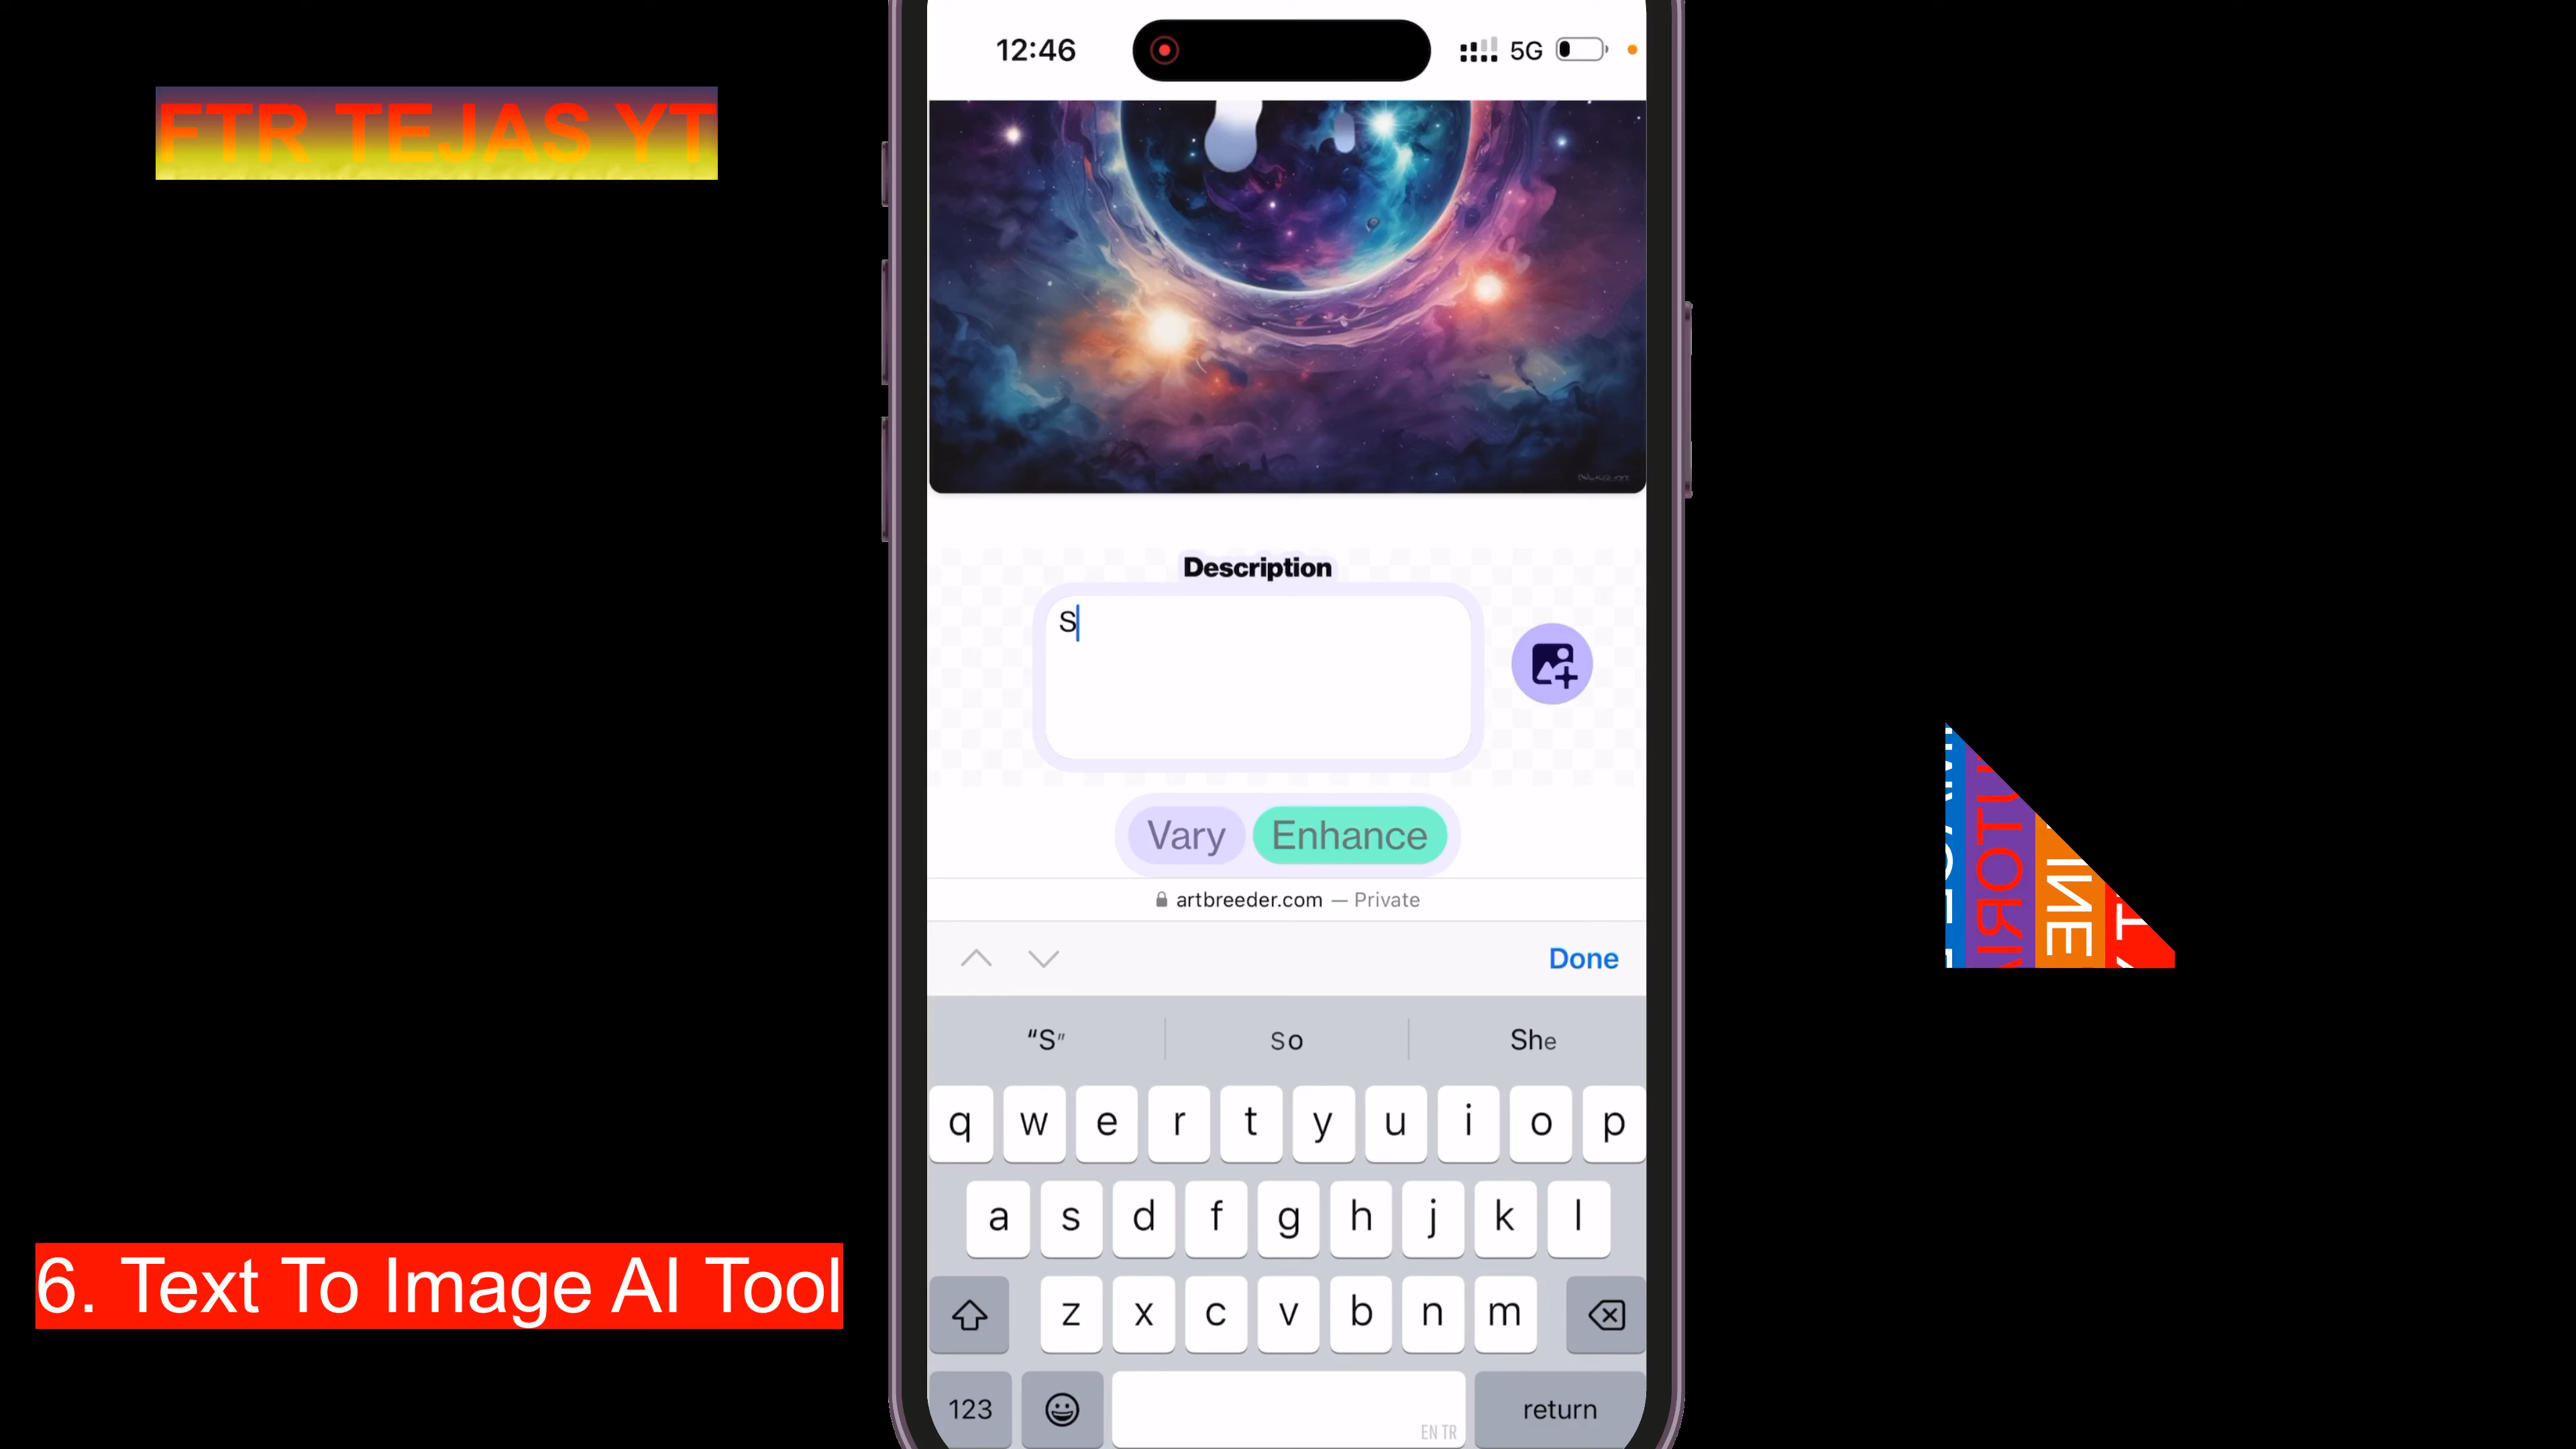 FTR TEJAS YT
12:46
5G
Description
S
Vary Enhance
artbreeder.com — Private
Done
“S” So She
q w e r t y u i o p
a s d f g h j k l
z x c v b n m
123 EN TR return
6. Text To Image AI Tool